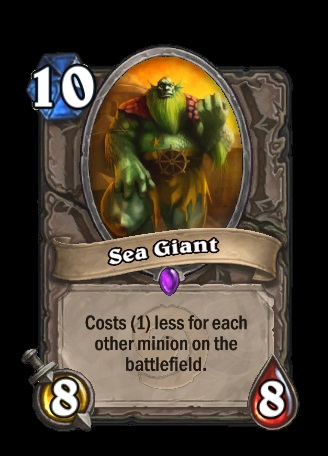 10
Sea Giant
Costs (1) less for each
other minion on the
battlefield.
8
8